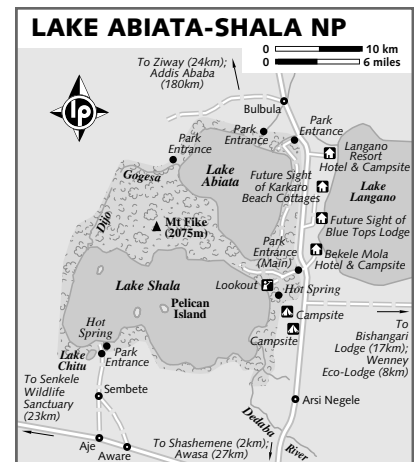 LAKE ABIATA-SHALA NP
0 10 km
0 6 miles
To Ziway (24km);
Addis Ababa
(180km)
lp
Bulbula
Park
Entrance
Park
Entrance
Park
Entrance
Langano
Resort
Hotel & Campsite
Gogesa
Lake
Abiata
Future Sight
of Karkaro
Beach Cottages
Lake
Langano
Dijo
Mt Fike
(2075m)
Future Sight of
Blue Tops Lodge
Park
Entrance
(Main)
Bekele Mola
Hotel & Campsite
Lake Shala
Lookout
Hot Spring
Pelican
Island
Campsite
Campsite
Hot
Spring
To
Bishangari
Lodge (17km);
Wenney
Eco-Lodge (8km)
Lake
Chitu
Park
Entrance
To Senkele
Wildlife
Sanctuary
(23km)
Sembete
Arsi Negele
Dedaba
River
Aje
Aware
To Shashemene (2km);
Awasa (27km)